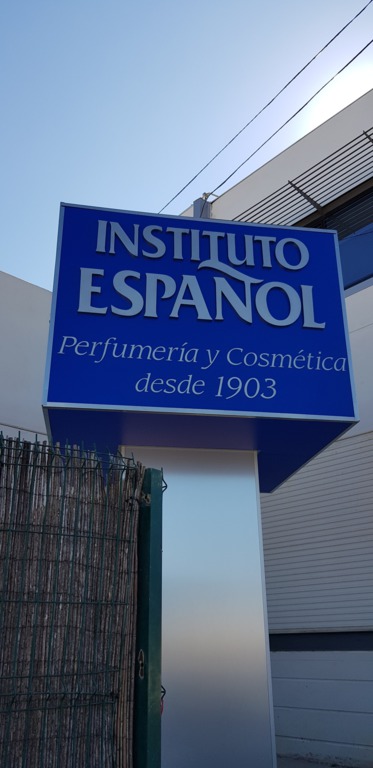 INSTITUTO
ESPAÑOL
Perfumería y Cosmética
desde 1903